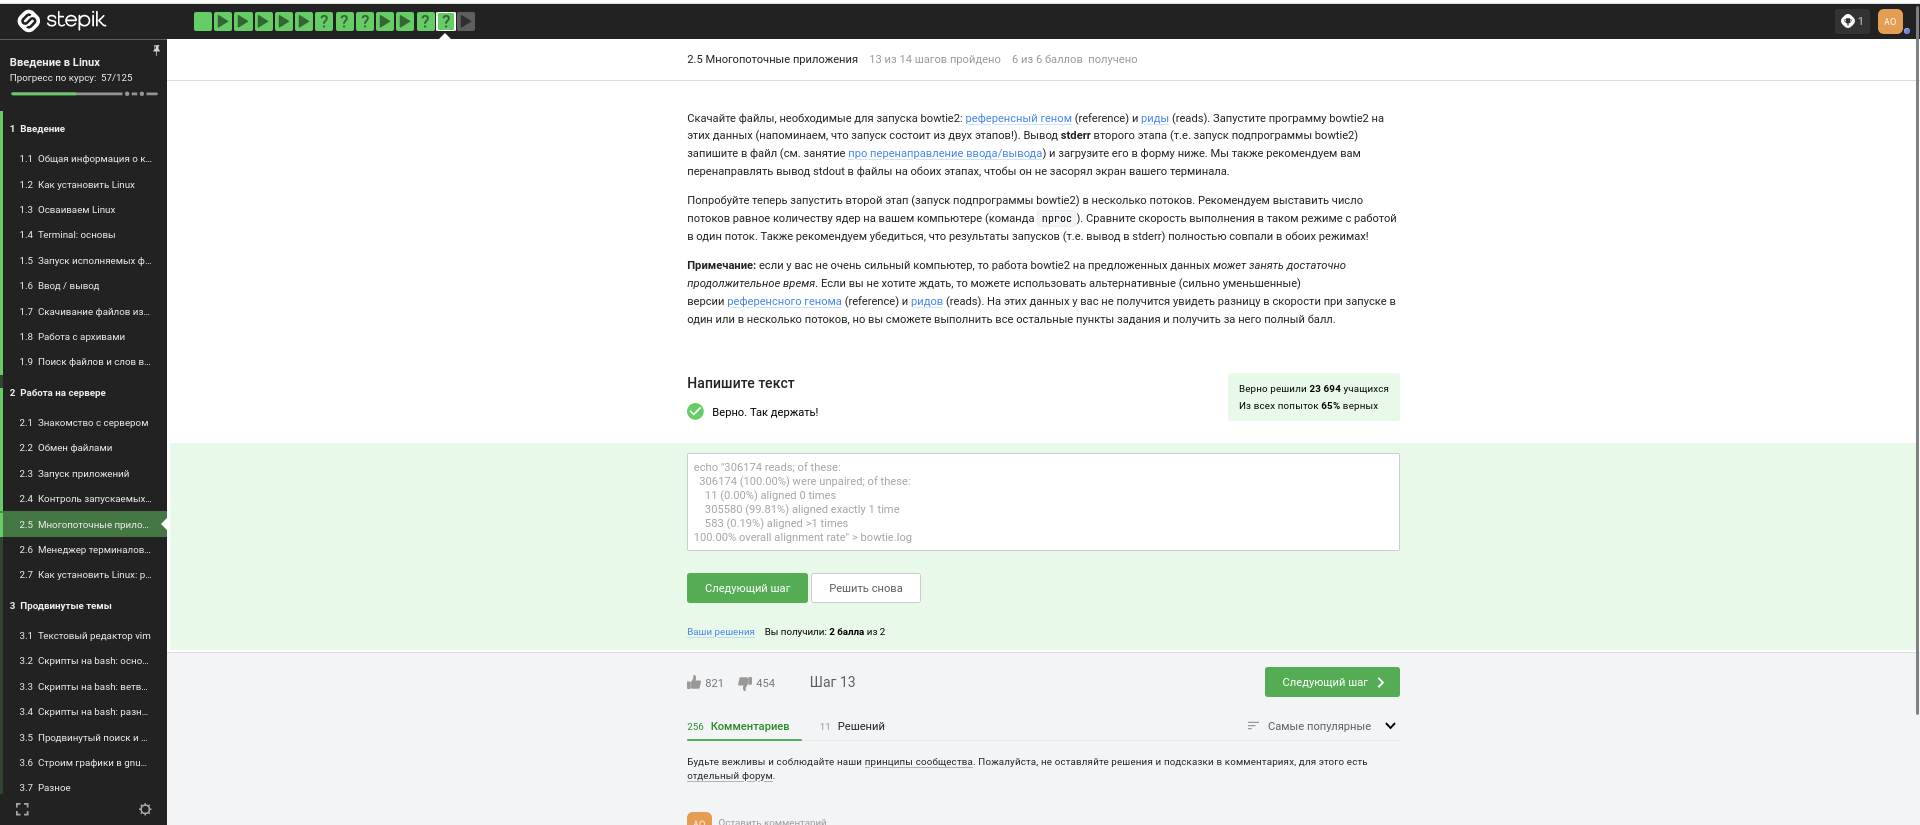 stepik
?
?
?
?
?
1
AO
Введение в Linux
Прогресс по курсу: 57/125
1 Введение
1.1 Общая информация о к...
1.2 Как установить Linux
1.3 Осваиваем Linux
1.4 Terminal: основы
1.5 Запуск исполняемых ф...
1.6 Ввод / вывод
1.7 Скачивание файлов из...
1.8 Работа с архивами
1.9 Поиск файлов и слов в...
2 Работа на сервере
2.1 Знакомство с сервером
2.2 Обмен файлами
2.3 Запуск приложений
2.4 Контроль запускаемых...
2.5 Многопоточные прило...
2.6 Менеджер терминалов...
2.7 Как установить Linux: р...
3 Продвинутые темы
3.1 Текстовый редактор vim
3.2 Скрипты на bash: осно...
3.3 Скрипты на bash: ветв...
3.4 Скрипты на bash: разн...
3.5 Продвинутый поиск и ...
3.6 Строим графики в gnu...
3.7 Разное
2.5 Многопоточные приложения 13 из 14 шагов пройдено 6 из 6 баллов получено
Скачайте файлы, необходимые для запуска bowtie2: референсный геном (reference) и риды (reads). Запустите программу bowtie2 на
этих данных (напоминаем, что запуск состоит из двух этапов!). Вывод stderr второго этапа (т.е. запуск подпрограммы bowtie2)
запишите в файл (см. занятие про перенаправление ввода/вывода) и загрузите его в форму ниже. Мы также рекомендуем вам
перенаправлять вывод stdout в файлы на обоих этапах, чтобы он не засорял экран вашего терминала.
Попробуйте теперь запустить второй этап (запуск подпрограммы bowtie2) в несколько потоков. Рекомендуем выставить число
потоков равное количеству ядер на вашем компьютере (команда nproc ). Сравните скорость выполнения в таком режиме с работой
в один поток. Также рекомендуем убедиться, что результаты запусков (т.е. вывод в stderr) полностью совпали в обоих режимах!
Примечание: если у вас не очень сильный компьютер, то работа bowtie2 на предложенных данных может занять достаточно
продолжительное время. Если вы не хотите ждать, то можете использовать альтернативные (сильно уменьшенные)
версии референсного генома (reference) и ридов (reads). На этих данных у вас не получится увидеть разницу в скорости при запуске в
один или в несколько потоков, но вы сможете выполнить все остальные пункты задания и получить за него полный балл.
Напишите текст
Верно. Так держать!
Верно решили 23 694 учащихся
Из всех попыток 65% верных
echo "306174 reads; of these:
306174 (100.00%) were unpaired; of these:
11 (0.00%) aligned 0 times
305580 (99.81%) aligned exactly 1 time
583 (0.19%) aligned >1 times
100.00% overall alignment rate" > bowtie.log
Следующий шаг Решить снова
Ваши решения Вы получили: 2 балла из 2
821 454 Шаг 13 Следующий шаг
256 Комментариев 11 Решений Самые популярные
Будьте вежливы и соблюдайте наши принципы сообщества. Пожалуйста, не оставляйте решения и подсказки в комментариях, для этого есть
отдельный форум.
AO Оставить комментарий